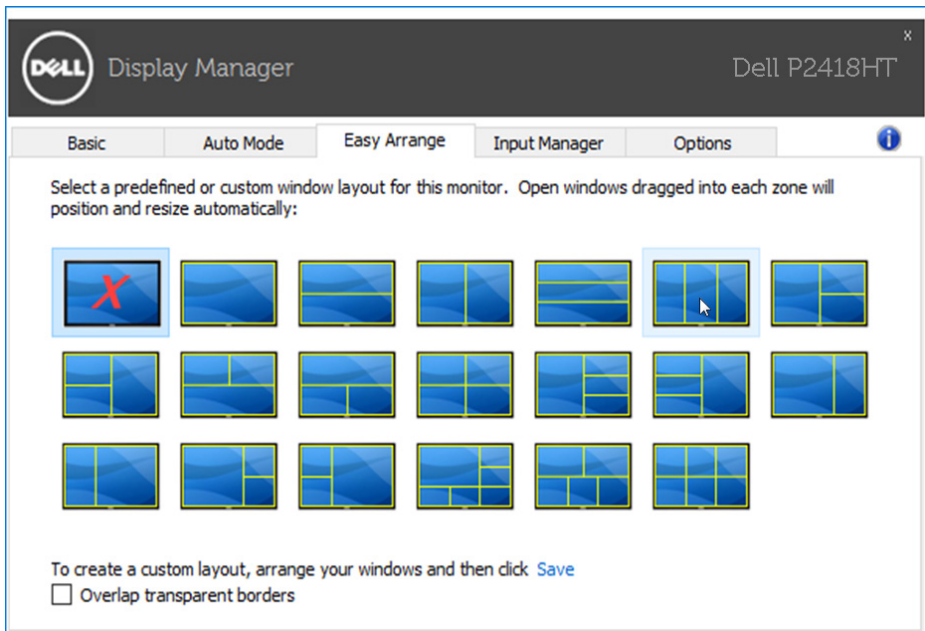 DELL
Display Manager
Dell P2418HT
x
Basic
Auto Mode
Easy Arrange
Input Manager
Options
i
Select a predefined or custom window layout for this monitor. Open windows dragged into each zone will
position and resize automatically:
X
To create a custom layout, arrange your windows and then click Save
Overlap transparent borders